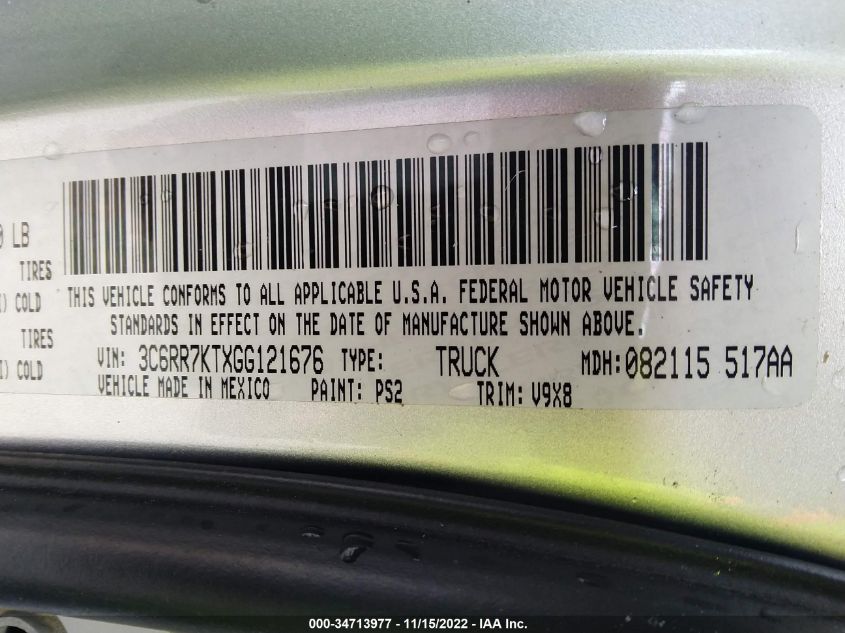 0 LB
TIRES
I) COLD
TIRES
I) COLD
THIS VEHICLE CONFORMS TO ALL APPLICABLE U.S.A. FEDERAL MOTOR VEHICLE SAFETY
STANDARDS IN EFFECT ON THE DATE OF MANUFACTURE SHOWN ABOVE.
VIN: 3C6RR7KTXGG121676 TYPE: TRUCK MDH:082115 517AA
VEHICLE MADE IN MEXICO PAINT: PS2 TRIM: V9X8
000-34713977 - 11/15/2022 - IAA Inc.